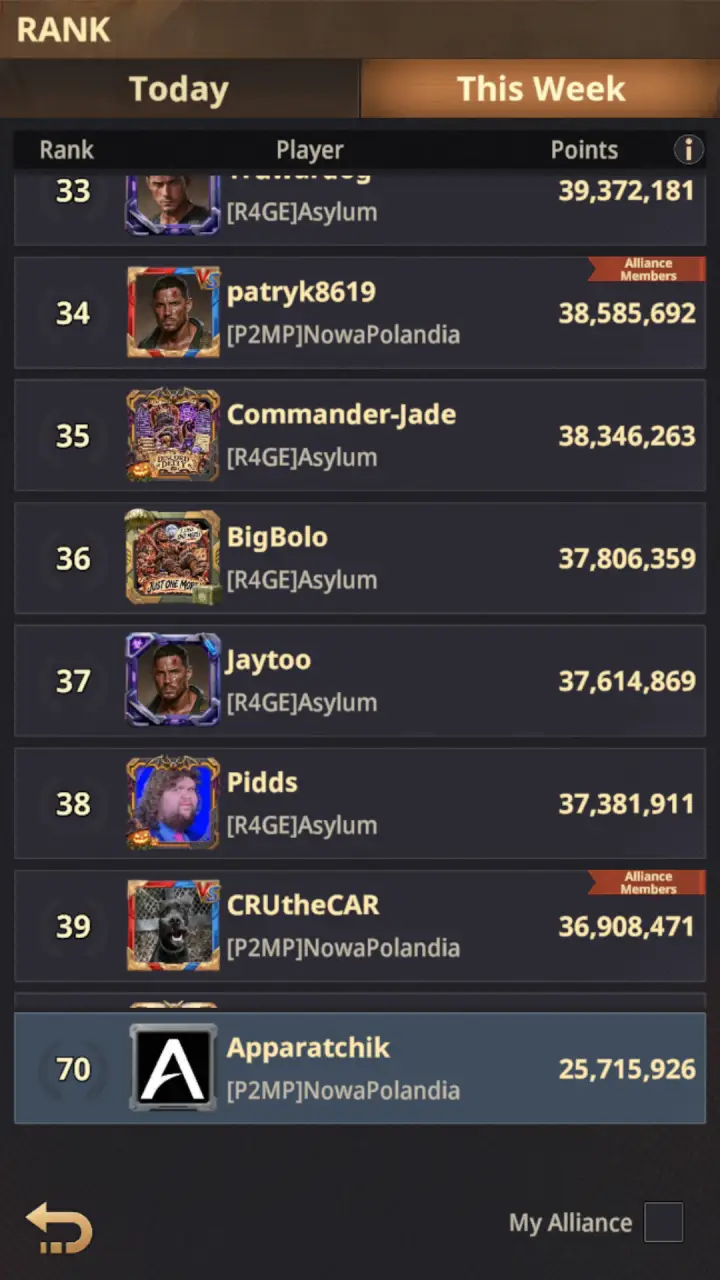 RANK
Today
This Week
Rank
Player
Points
33
[R4GE]Asylum
39,372,181
Alliance
Members
34
patryk8619
[P2MP]NowaPolandia
38,585,692
35
Commander-Jade
[R4GE]Asylum
38,346,263
36
BigBolo
[R4GE]Asylum
37,806,359
JUST ONE MORE
37
Jaytoo
[R4GE]Asylum
37,614,869
38
Pidds
[R4GE]Asylum
37,381,911
Alliance
Members
39
CRUtheCAR
[P2MP]NowaPolandia
36,908,471
70
A
Apparatchik
[P2MP]NowaPolandia
25,715,926
My Alliance